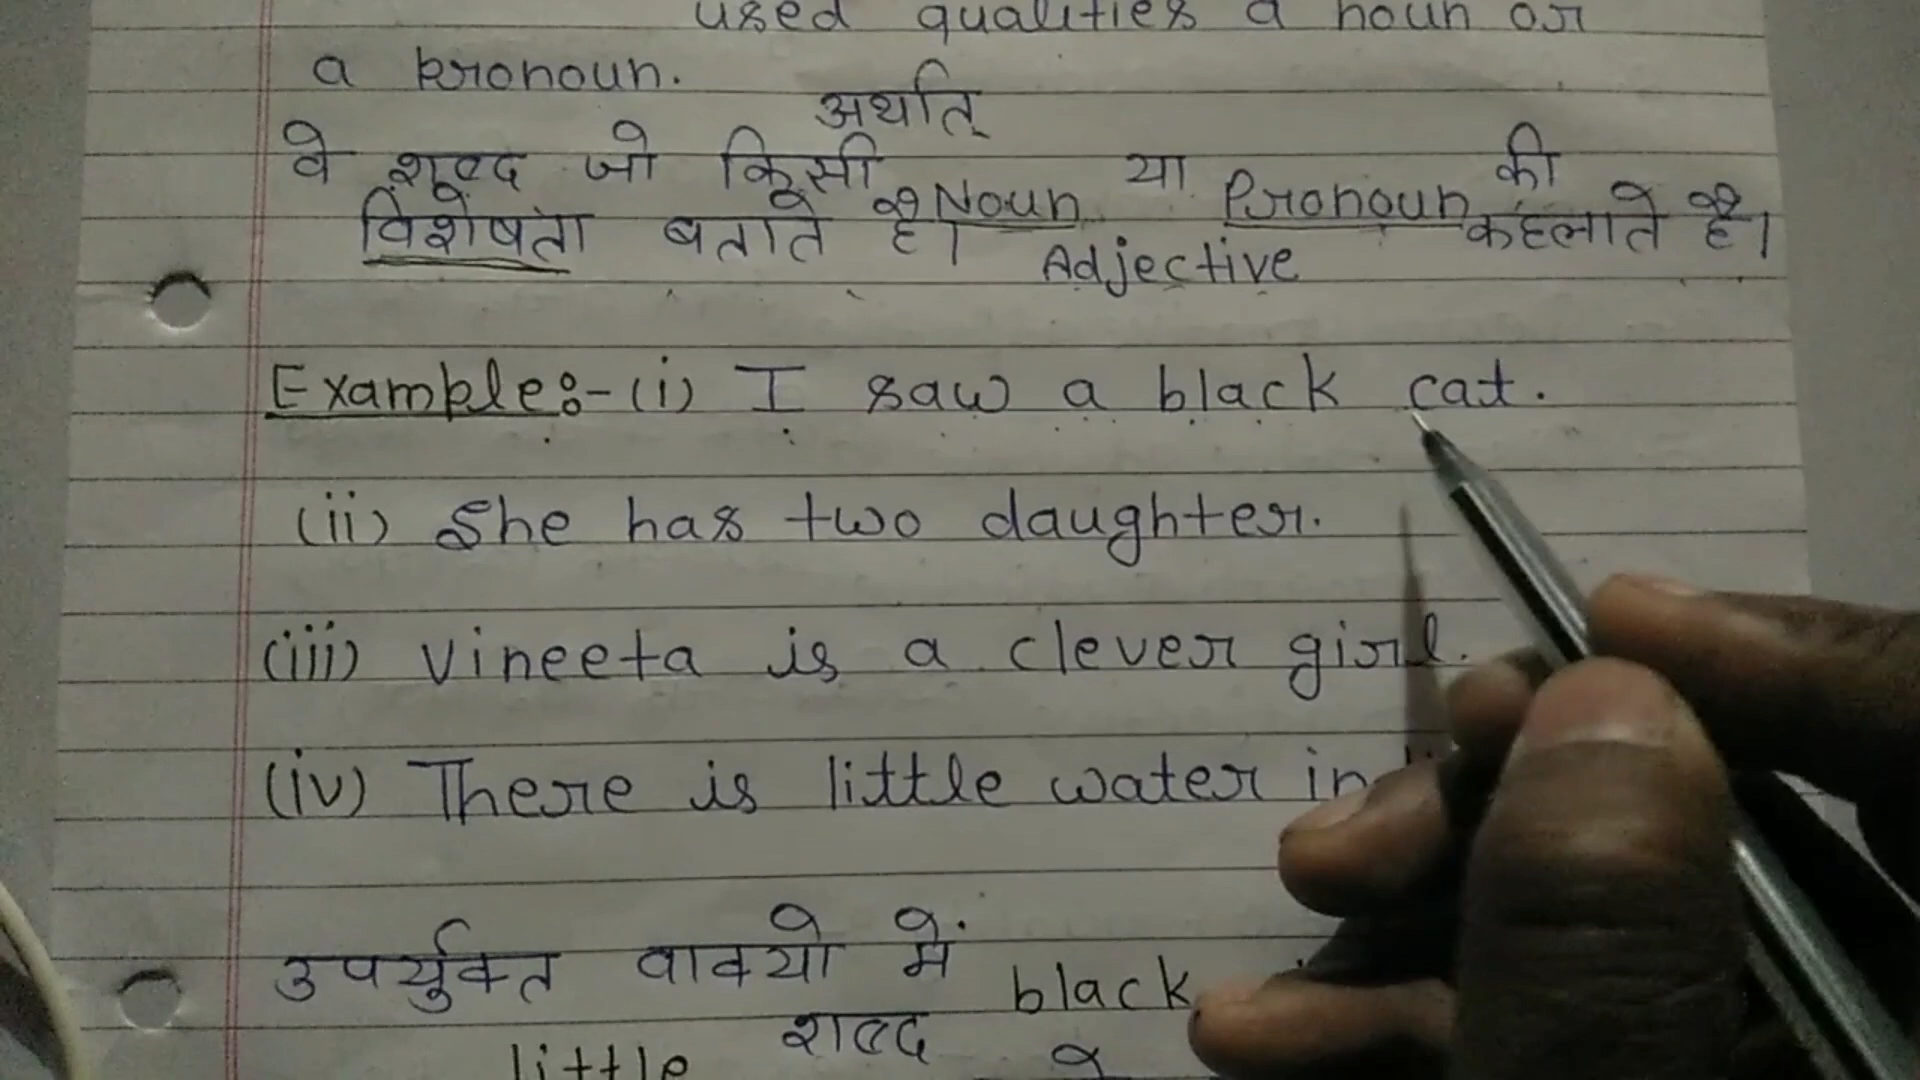 used qualities a noun or
a pronoun.
अर्थात्
वे शब्द जो किसी Noun या Pronoun की
विशेषता बताते है। Adjective कहलाते है।
Example:-(i) I saw a black cat.
(ii) She has two daughter.
(iii) Vineeta is a clever girl.
(iv) There is little water in
उपर्युक्त वाक्यो में black
little शब्द